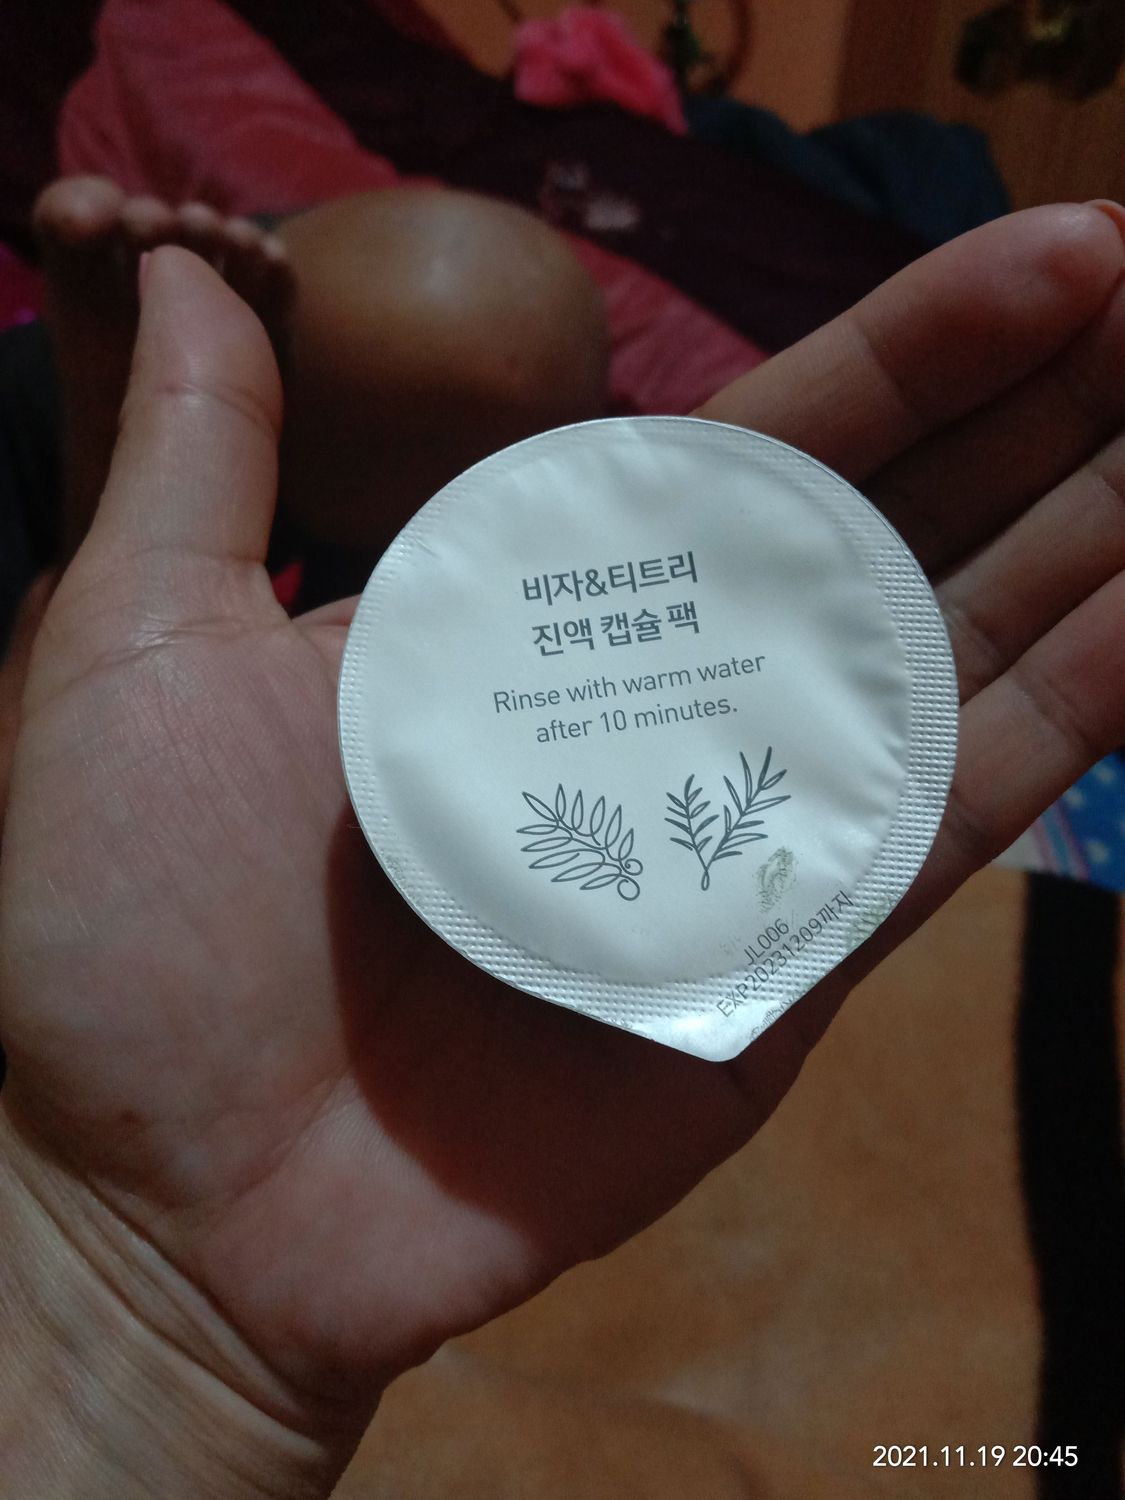 비자&티트리
진액 캡슐 팩
Rinse with warm water
after 10 minutes.
JL006
EXP20231209까지
2021.11.19 20:45